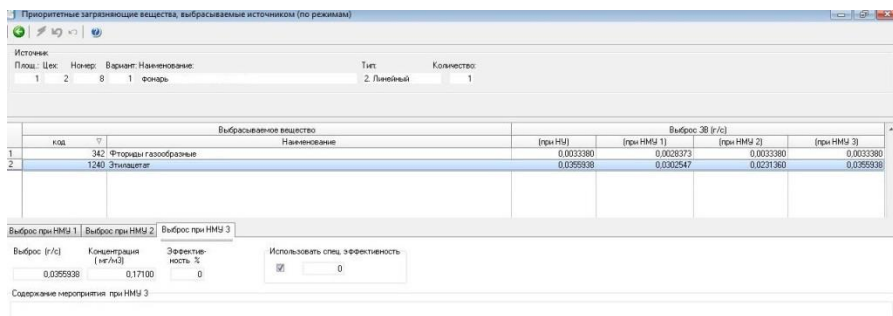 Приоритетные загрязняющие вещества, выбрасываемые источником (по режимам)
Источник
Площ.: Цех: Номер: Вариант: Наименование: Тип: Количество:
1 2 8 1 фонарь 2. Линейный 1
Выбрасываемое вещество Выброс ЗВ (г/с)
код Наименование (при НУ) (при НМУ 1) (при НМУ 2) (при НМУ 3)
1 342 Фториды газообразные 0,0033380 0,0028373 0,0033380 0,0033380
2 1240 Этилацетат 0,0355938 0,0302547 0,0231360 0,0355938
Выброс при НМУ 1 Выброс при НМУ 2 Выброс при НМУ 3
Выброс (г/с) Концентрация (мг/м3) Эффектив-ность % Использовать спец. эффективность
0,0355938 0,17100 0 0
Содержание мероприятия при НМУ 3